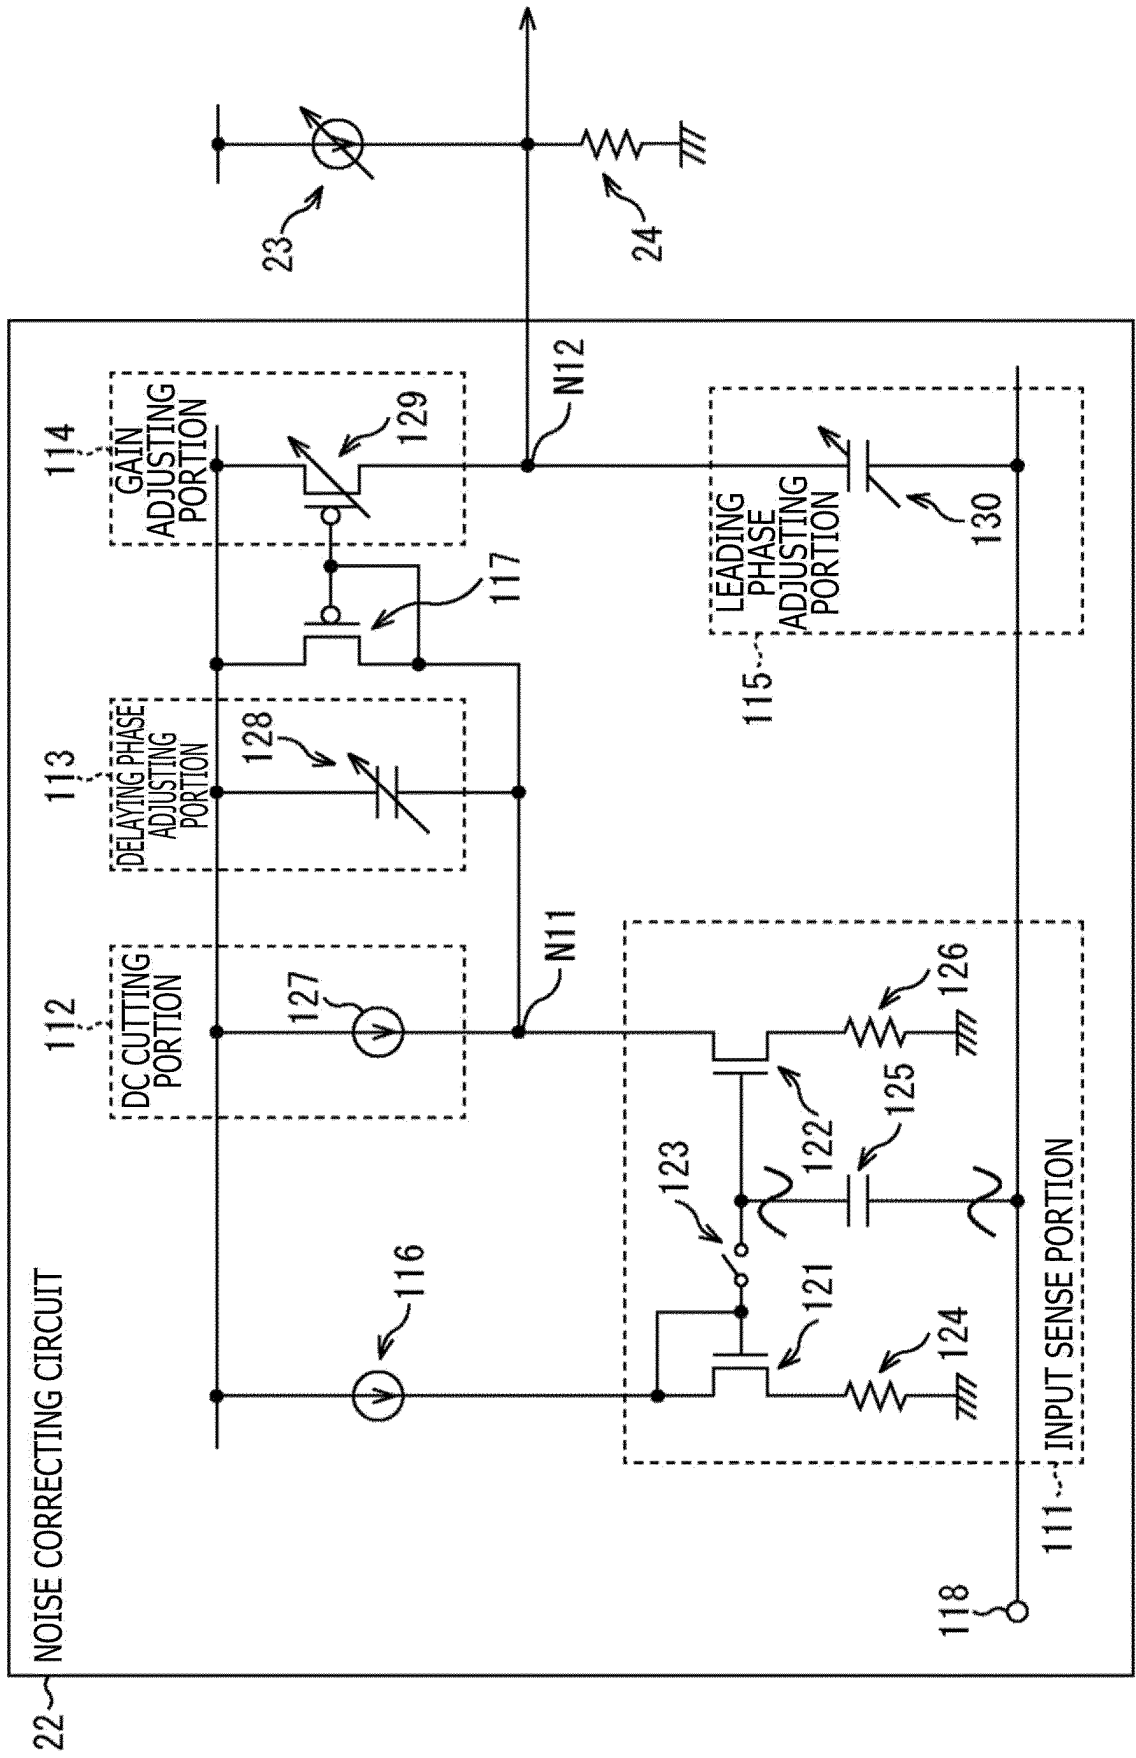 22
NOISE CORRECTING CIRCUIT
112
DC CUTTING
PORTION
113
DELAYING PHASE
ADJUSTING
PORTION
114
GAIN
ADJUSTING
PORTION
116
127
128
117
129
23
24
N11
N12
123
121
122
124
125
126
115
LEADING
PHASE
ADJUSTING
PORTION
130
118
111
INPUT SENSE PORTION